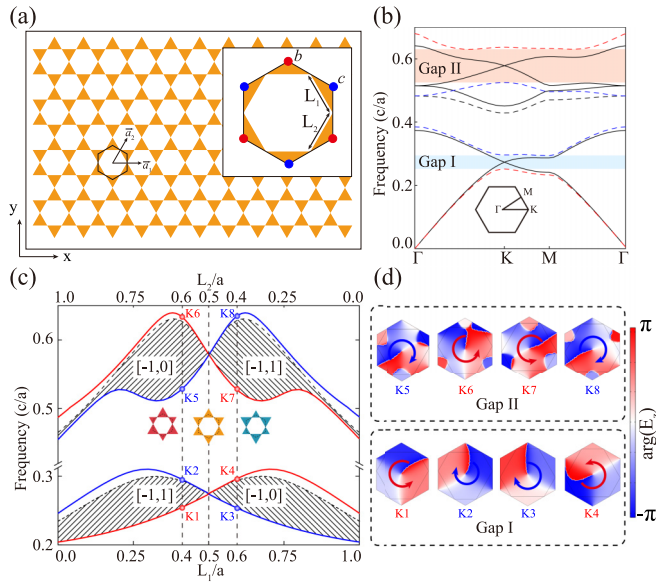 (a)
b
c
L1
L2
a2
a1
y
x
(b)
Frequency (c/a)
0.6
0.4
0.2
0.0
Gap II
Gap I
M
Γ
K
Γ K M Γ
(c)
L2/a
1.0 0.75 0.6 0.5 0.4 0.25 0.0
Frequency (c/a)
0.6
0.5
0.3
0.2
K6
K8
[-1,0]
[-1,1]
K5
K7
K2
K4
[-1,1]
[-1,0]
K1
K3
0.0 0.25 0.4 0.5 0.6 0.75 1.0
L1/a
(d)
K5 K6 K7 K8
Gap II
K1 K2 K3 K4
Gap I
π
arg(Ez)
-π